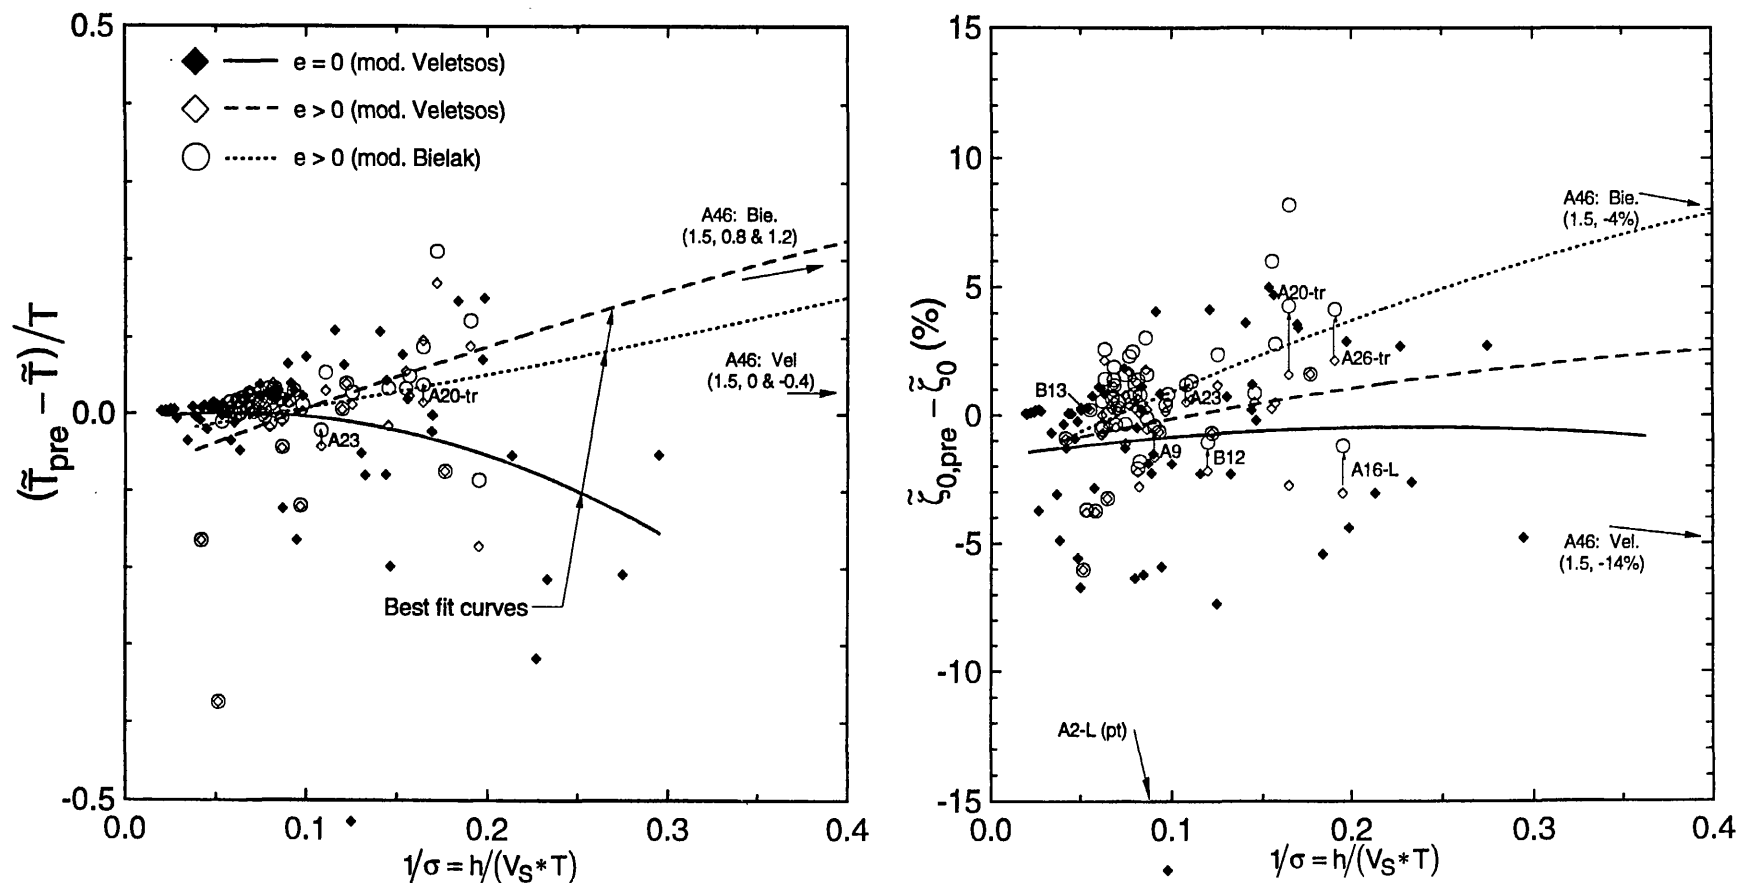 0.5
e = 0 (mod. Veletsos)
e > 0 (mod. Veletsos)
e > 0 (mod. Bielak)
A46: Bie.
(1.5, 0.8 & 1.2)
A46: Vel
(1.5, 0 & -0.4)
A20-tr
A23
Best fit curves
(T̃pre – T̃)/T
0.0
-0.5
0.0
0.1
0.2
0.3
0.4
1/σ = h/(VS*T)
15
10
5
0
-5
-10
-15
ζ̃0,pre – ζ̃0 (%)
A46: Bie.
(1.5, -4%)
A20-tr
A26-tr
B13
A23
A9
B12
A16-L
A46: Vel.
(1.5, -14%)
A2-L (pt)
0.0
0.1
0.2
0.3
0.4
1/σ = h/(VS*T)